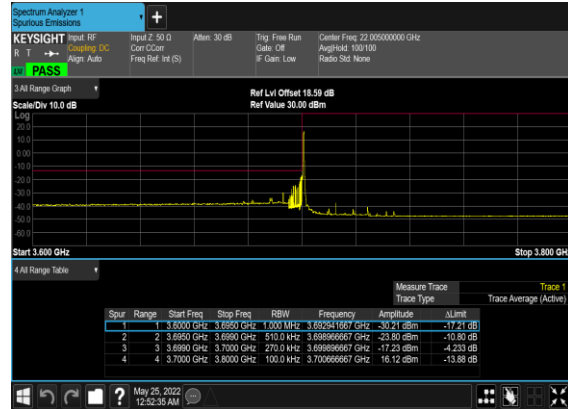 Spectrum Analyzer 1
Spurious Emissions
KEYSIGHT Input: RF Input Z: 50 Ω Atten: 30 dB Trig: Free Run Center Freq: 22.005000000 GHz
R T Coupling: DC Corr CCorr Gate: Off Avg|Hold: 100/100
Align: Auto Freq Ref: Int (S) IF Gain: Low Radio Std: None
PASS
3 All Range Graph
Ref Lvl Offset 18.59 dB
Scale/Div 10.0 dB Ref Value 30.00 dBm
Log
20.0
10.0
0.00
-10.0
-20.0
-30.0
-40.0
-50.0
-60.0
Start 3.600 GHz Stop 3.800 GH
4 All Range Table
Measure Trace Trace 1
Trace Type Trace Average (Active)
Spur Range Start Freq Stop Freq RBW Frequency Amplitude ΔLimit
1 1 3.6000 GHz 3.6950 GHz 1.000 MHz 3.692941667 GHz -30.21 dBm -17.21 dB
2 2 3.6950 GHz 3.6990 GHz 510.0 kHz 3.698966667 GHz -23.80 dBm -10.80 dB
3 3 3.6990 GHz 3.7000 GHz 270.0 kHz 3.699896667 GHz -17.23 dBm -4.233 dB
4 4 3.7000 GHz 3.8000 GHz 100.0 kHz 3.700666667 GHz 16.12 dBm -13.88 dB
May 25, 2022
12:52:35 AM